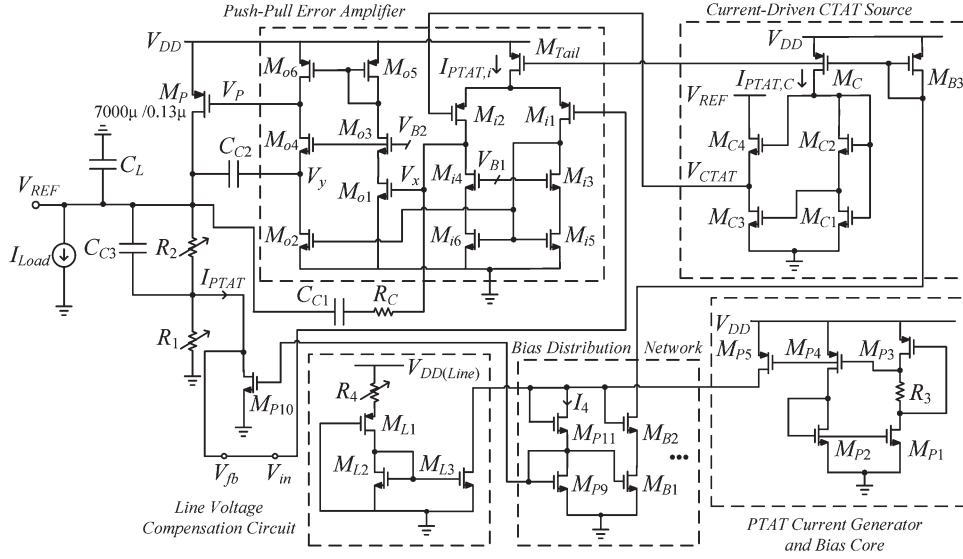 Push-Pull Error Amplifier
Current-Driven CTAT Source
V_DD
M_P
7000μ /0.13μ
V_P
C_L
V_REF
I_Load
C_C2
C_C3
R_2
I_PTAT
R_1
M_P10
V_fb
V_in
M_o6
M_o5
M_o4
M_o3
V_B2
V_y
M_o1
V_x
M_o2
C_C1
R_C
I_PTAT,i
M_Tail
M_i2
M_i1
M_i4
V_B1
M_i3
M_i6
M_i5
V_DD
I_PTAT,C
M_C
M_B3
V_REF
M_C4
M_C2
V_CTAT
M_C3
M_C1
V_DD(Line)
R_4
M_L1
M_L2
M_L3
Line Voltage
Compensation Circuit
Bias Distribution Network
I_4
M_P11
M_B2
M_P9
M_B1
V_DD
M_P5
M_P4
M_P3
R_3
M_P2
M_P1
PTAT Current Generator
and Bias Core